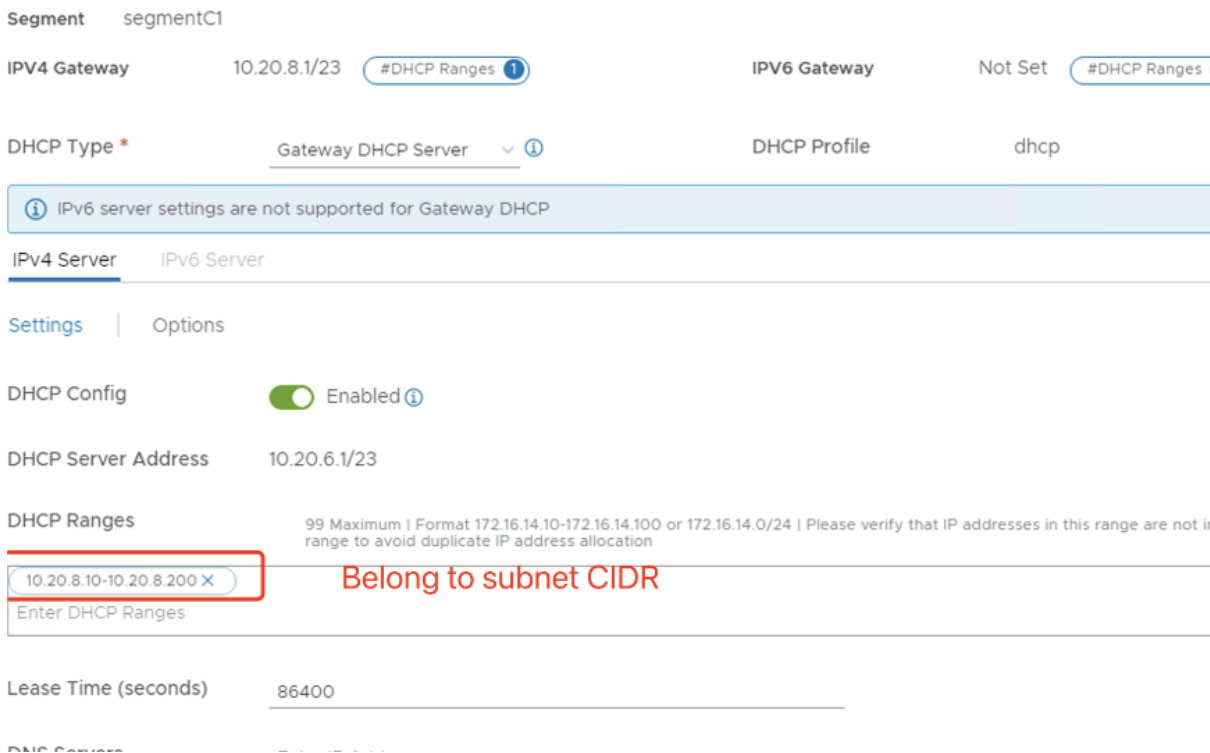 Segment segmentC1
IPV4 Gateway 10.20.8.1/23 #DHCP Ranges 1 IPV6 Gateway Not Set #DHCP Ranges
DHCP Type * Gateway DHCP Server DHCP Profile dhcp
IPv6 server settings are not supported for Gateway DHCP
IPv4 Server IPv6 Server
Settings | Options
DHCP Config Enabled
DHCP Server Address 10.20.6.1/23
DHCP Ranges 99 Maximum | Format 172.16.14.10-172.16.14.100 or 172.16.14.0/24 | Please verify that IP addresses in this range are not
range to avoid duplicate IP address allocation
10.20.8.10-10.20.8.200 × Belong to subnet CIDR
Enter DHCP Ranges
Lease Time (seconds) 86400
DNS Servers